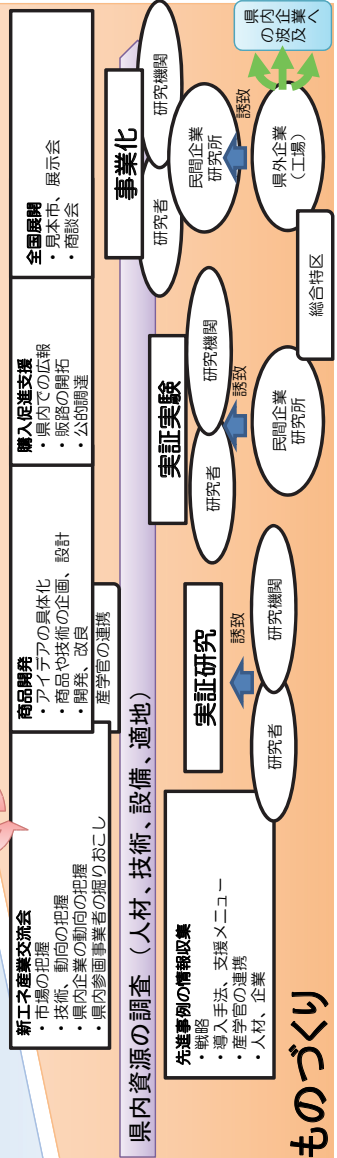 新エネ産業交流会
・市場の把握
・技術、動向の把握
・県内企業の動向の把握
・県内参画事業者の掘りおこし
商品開発
・アイデアの具体化
・商品や技術の企画、設計
・開発、改良
産学官の連携
購入促進支援
・県内での広報
・販路の開拓
・公的調達
全国展開
・見本市、展示会
・商談会
県内資源の調査（人材、技術、設備、適地）
先進事例の情報収集
・戦略
・導入手法、支援メニュー
・産学官の連携
・人材、企業
実証研究
誘致
研究者
研究機関
実証実験
研究者
研究機関
誘致
民間企業
研究所
事業化
研究者
研究機関
民間企業
研究所
誘致
県外企業
（工場）
総合特区
県内企業へ
の波及
ものづくり